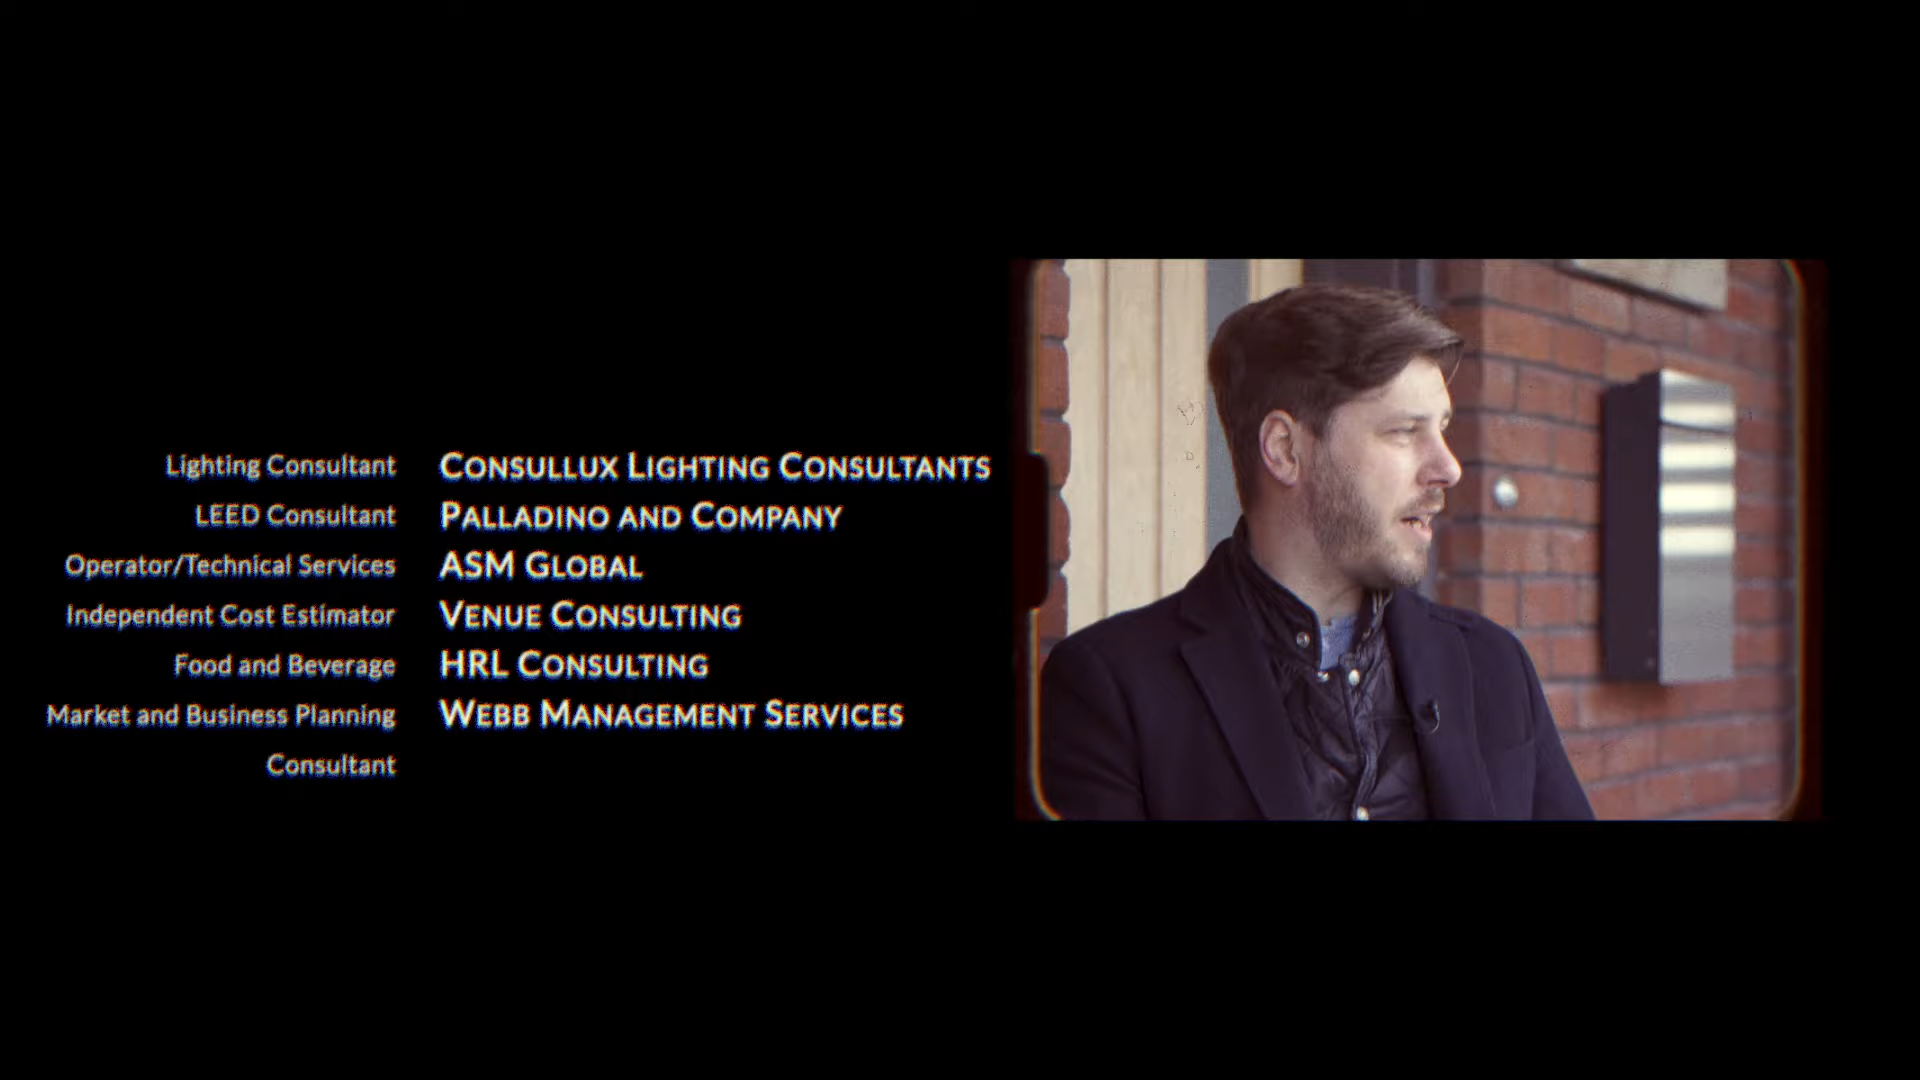 Lighting Consultant CONSULLUX LIGHTING CONSULTANTS
LEED Consultant PALLADINO AND COMPANY
Operator/Technical Services ASM GLOBAL
Independent Cost Estimator VENUE CONSULTING
Food and Beverage HRL CONSULTING
Market and Business Planning WEBB MANAGEMENT SERVICES
Consultant